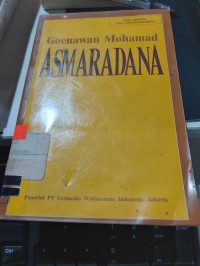 Goenawan Mohamad
ASMARADANA
Penerbit PT Gramedia Widiasarana Indonesia, Jakarta